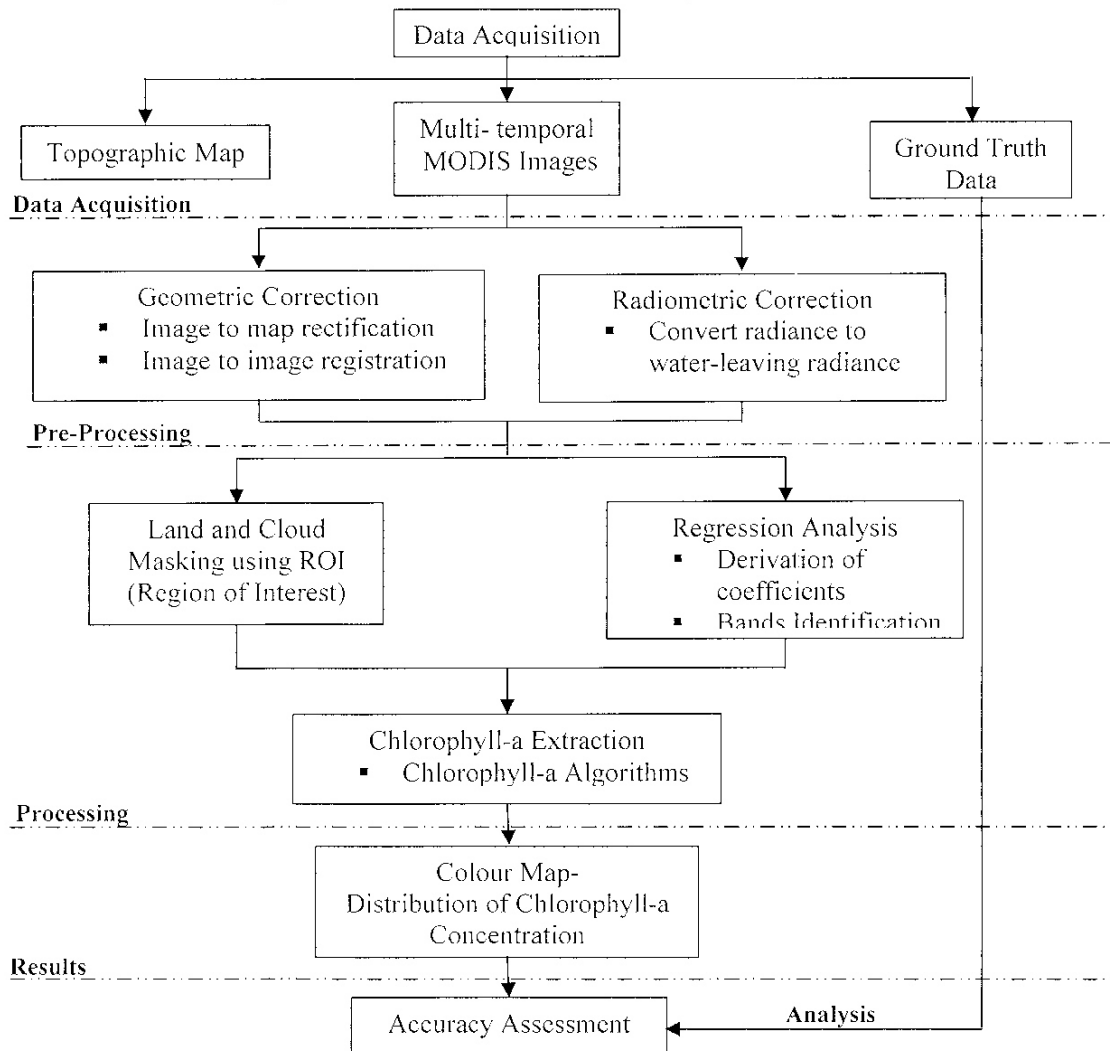 Data Acquisition
Topographic Map
Multi- temporal
MODIS Images
Ground Truth
Data
Data Acquisition
Geometric Correction
▪ Image to map rectification
▪ Image to image registration
Radiometric Correction
▪ Convert radiance to
water-leaving radiance
Pre-Processing
Land and Cloud
Masking using ROI
(Region of Interest)
Regression Analysis
▪ Derivation of
coefficients
▪ Bands Identification
Chlorophyll-a Extraction
▪ Chlorophyll-a Algorithms
Processing
Colour Map-
Distribution of Chlorophyll-a
Concentration
Results
Accuracy Assessment
Analysis